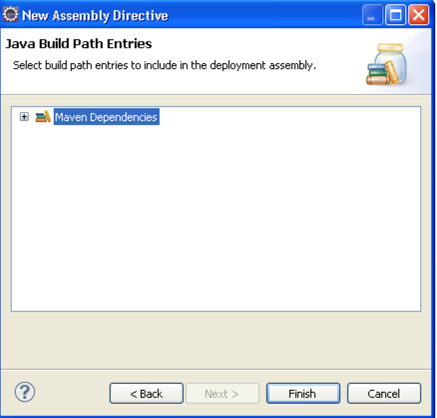 New Assembly Directive
Java Build Path Entries
Select build path entries to include in the deployment assembly.
Maven Dependencies
< Back
Next >
Finish
Cancel